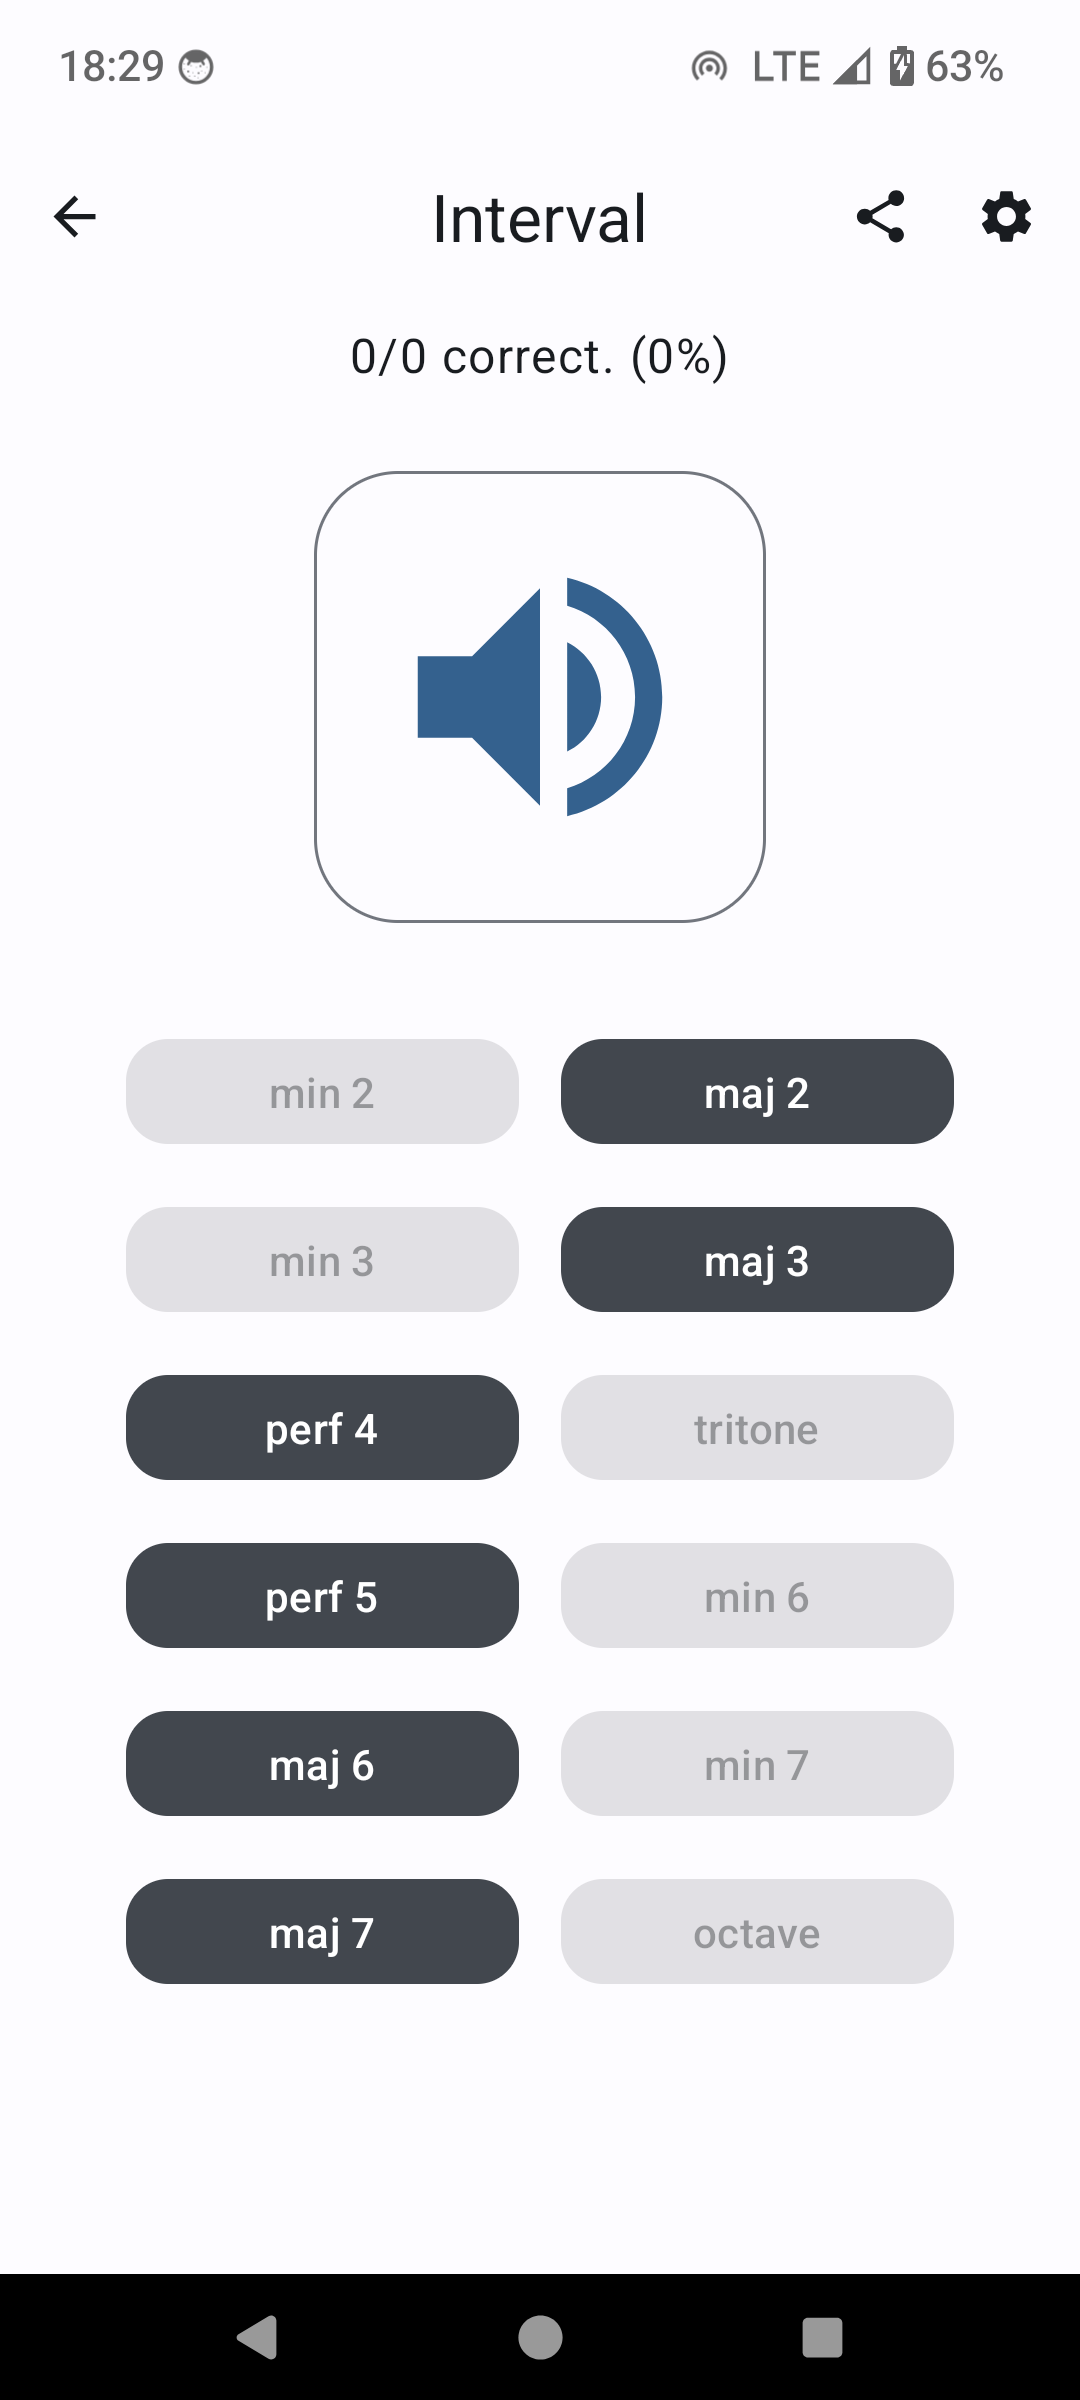 18:29 LTE 63%
Interval
0/0 correct. (0%)
min 2 maj 2
min 3 maj 3
perf 4 tritone
perf 5 min 6
maj 6 min 7
maj 7 octave